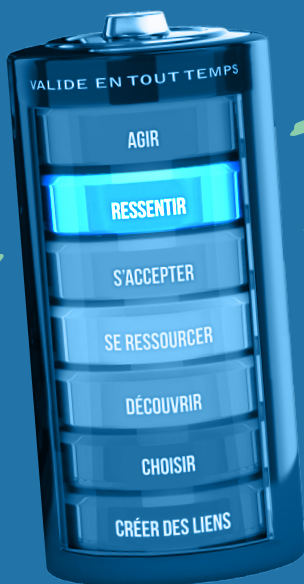 VALIDE EN TOUT TEMPS
AGIR
RESSENTIR
S'ACCEPTER
SE RESSOURCER
DÉCOUVRIR
CHOISIR
CRÉER DES LIENS